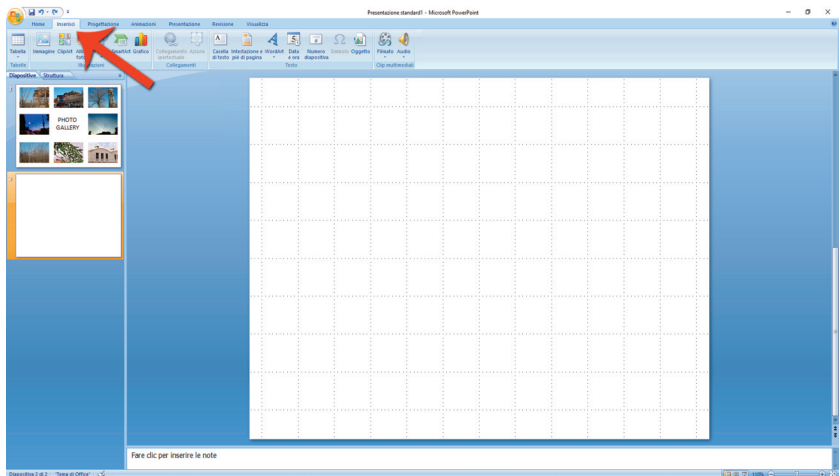 Presentazione standard1 - Microsoft PowerPoint
Home Inserisci Progettazione Animazioni Presentazione Revisione Visualizza
Tabella Immagine ClipArt SmartArt Grafico Collegamento ipertestuale Azione Casella di testo Intestazione e piè di pagina WordArt Data e ora Numero diapositiva Simbolo Oggetto Filmato Audio
Tabelle Illustrazioni Collegamenti Testo Clip multimediali
Diapositive Struttura
1
PHOTO
GALLERY
2
Fare clic per inserire le note
Diapositiva 2 di 2 "Tema di Office" 110%